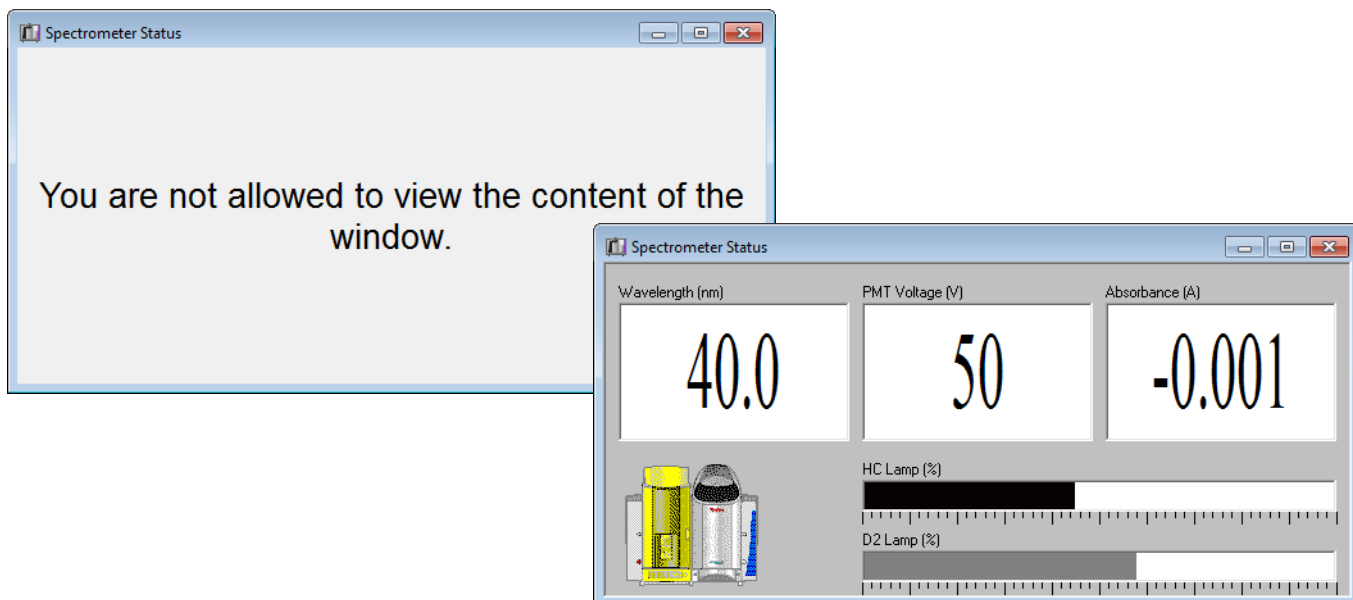 Spectrometer Status
You are not allowed to view the content of the
window.
Spectrometer Status
Wavelength (nm)
PMT Voltage (V)
Absorbance (A)
40.0
50
-0.001
HC Lamp (%)
D2 Lamp (%)